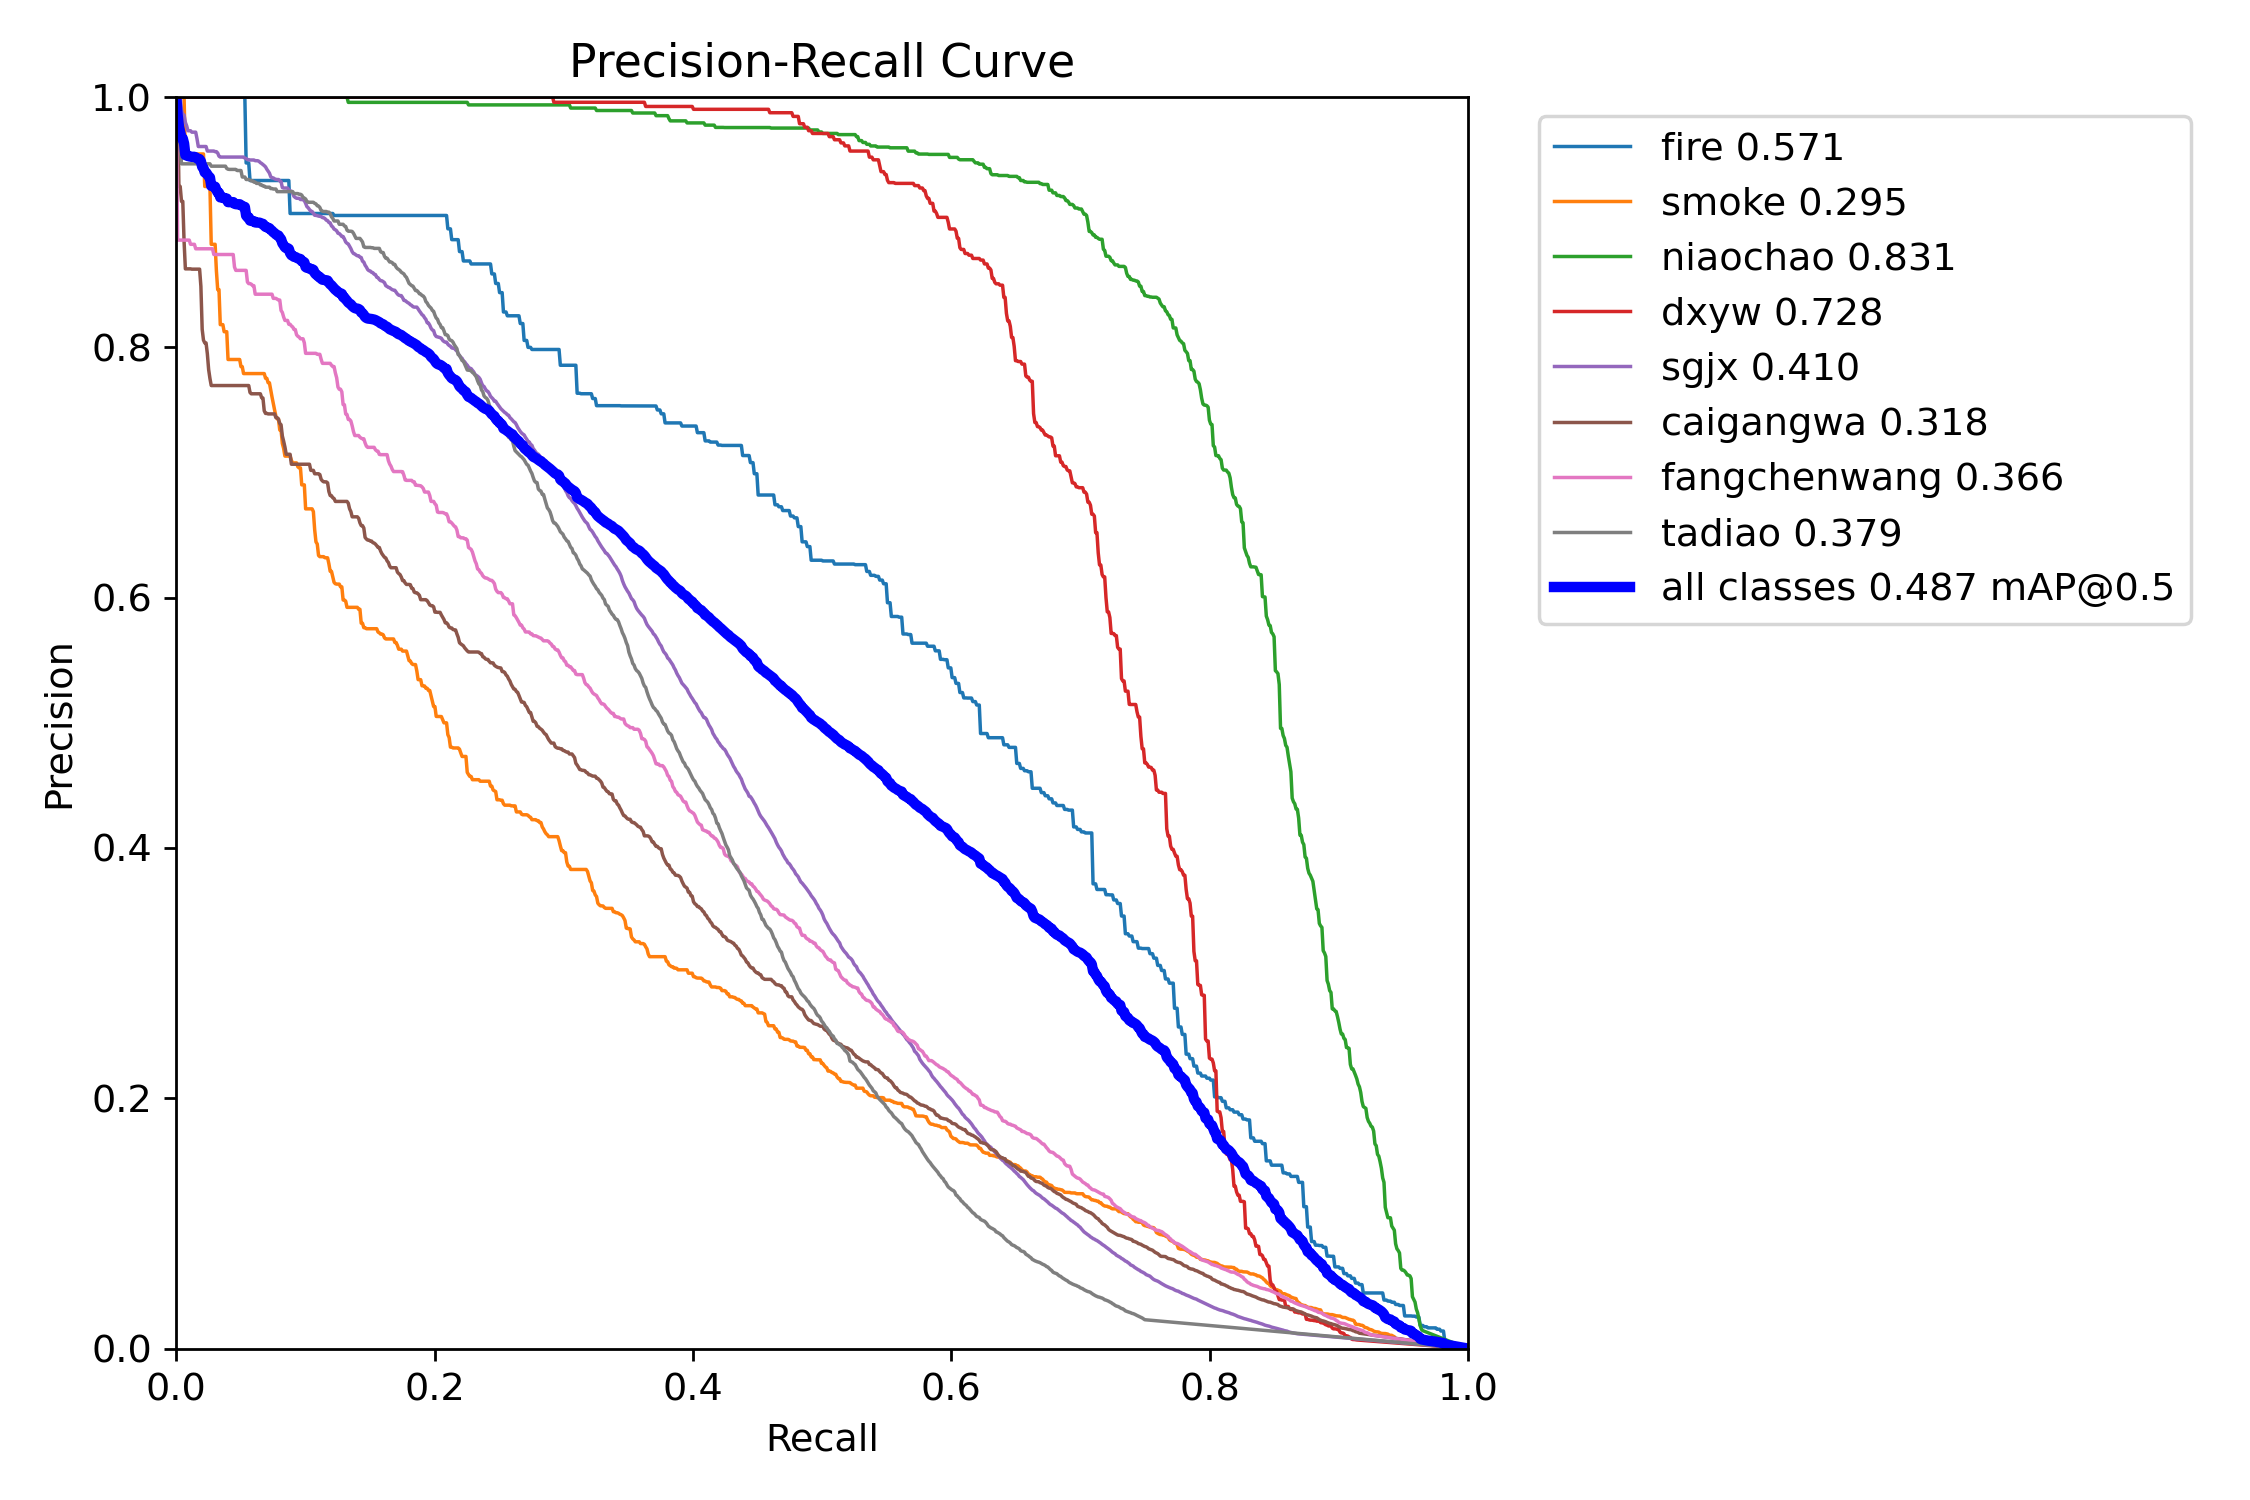 Precision-Recall Curve
1.0
0.8
0.6
0.4
0.2
0.0
Precision
0.0 0.2 0.4 0.6 0.8 1.0
Recall
fire 0.571
smoke 0.295
niaochao 0.831
dxyw 0.728
sgjx 0.410
caigangwa 0.318
fangchenwang 0.366
tadiao 0.379
all classes 0.487 mAP@0.5